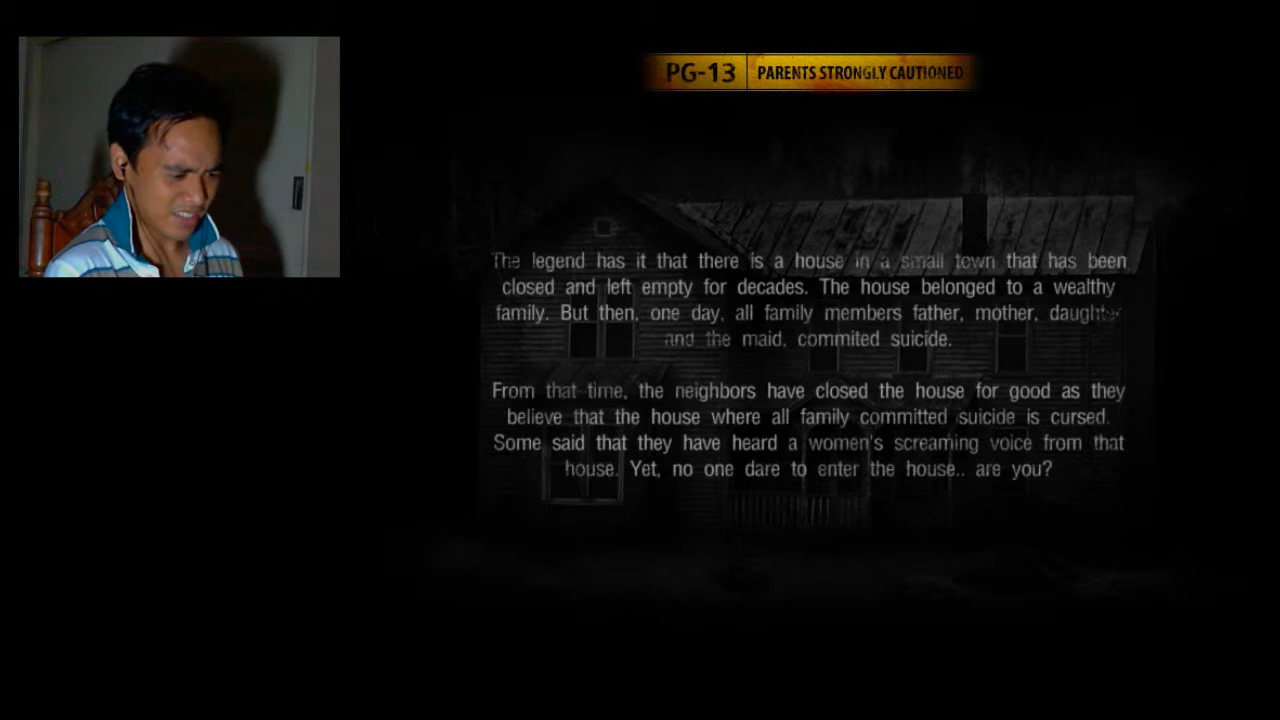 PG-13 PARENTS STRONGLY CAUTIONED
The legend has it that there is a house in a small town that has been
closed and left empty for decades. The house belonged to a wealthy
family. But then, one day, all family members father, mother, daughter
and the maid, commited suicide.
From that time, the neighbors have closed the house for good as they
believe that the house where all family committed suicide is cursed.
Some said that they have heard a women's screaming voice from that
house. Yet, no one dare to enter the house.. are you?